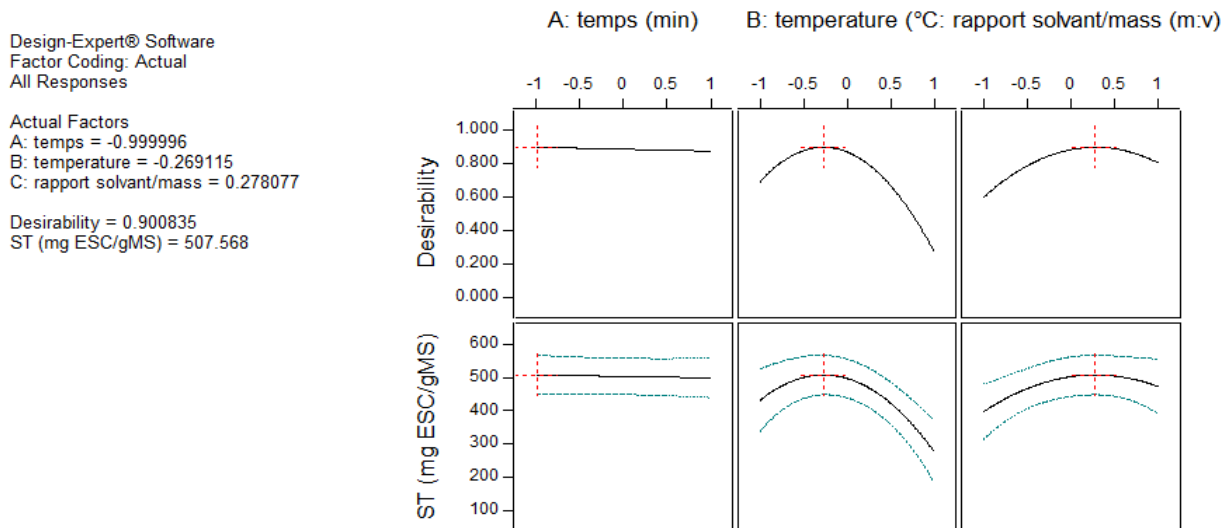 Design-Expert® Software
Factor Coding: Actual
All Responses
Actual Factors
A: temps = -0.999996
B: temperature = -0.269115
C: rapport solvant/mass = 0.278077
Desirability = 0.900835
ST (mg ESC/gMS) = 507.568
A: temps (min)
B: temperature (°C: rapport solvant/mass (m:v)
-1 -0.5 0 0.5 1
-1 -0.5 0 0.5 1
-1 -0.5 0 0.5 1
Desirability
1.000
0.800
0.600
0.400
0.200
0.000
ST (mg ESC/gMS)
600
500
400
300
200
100